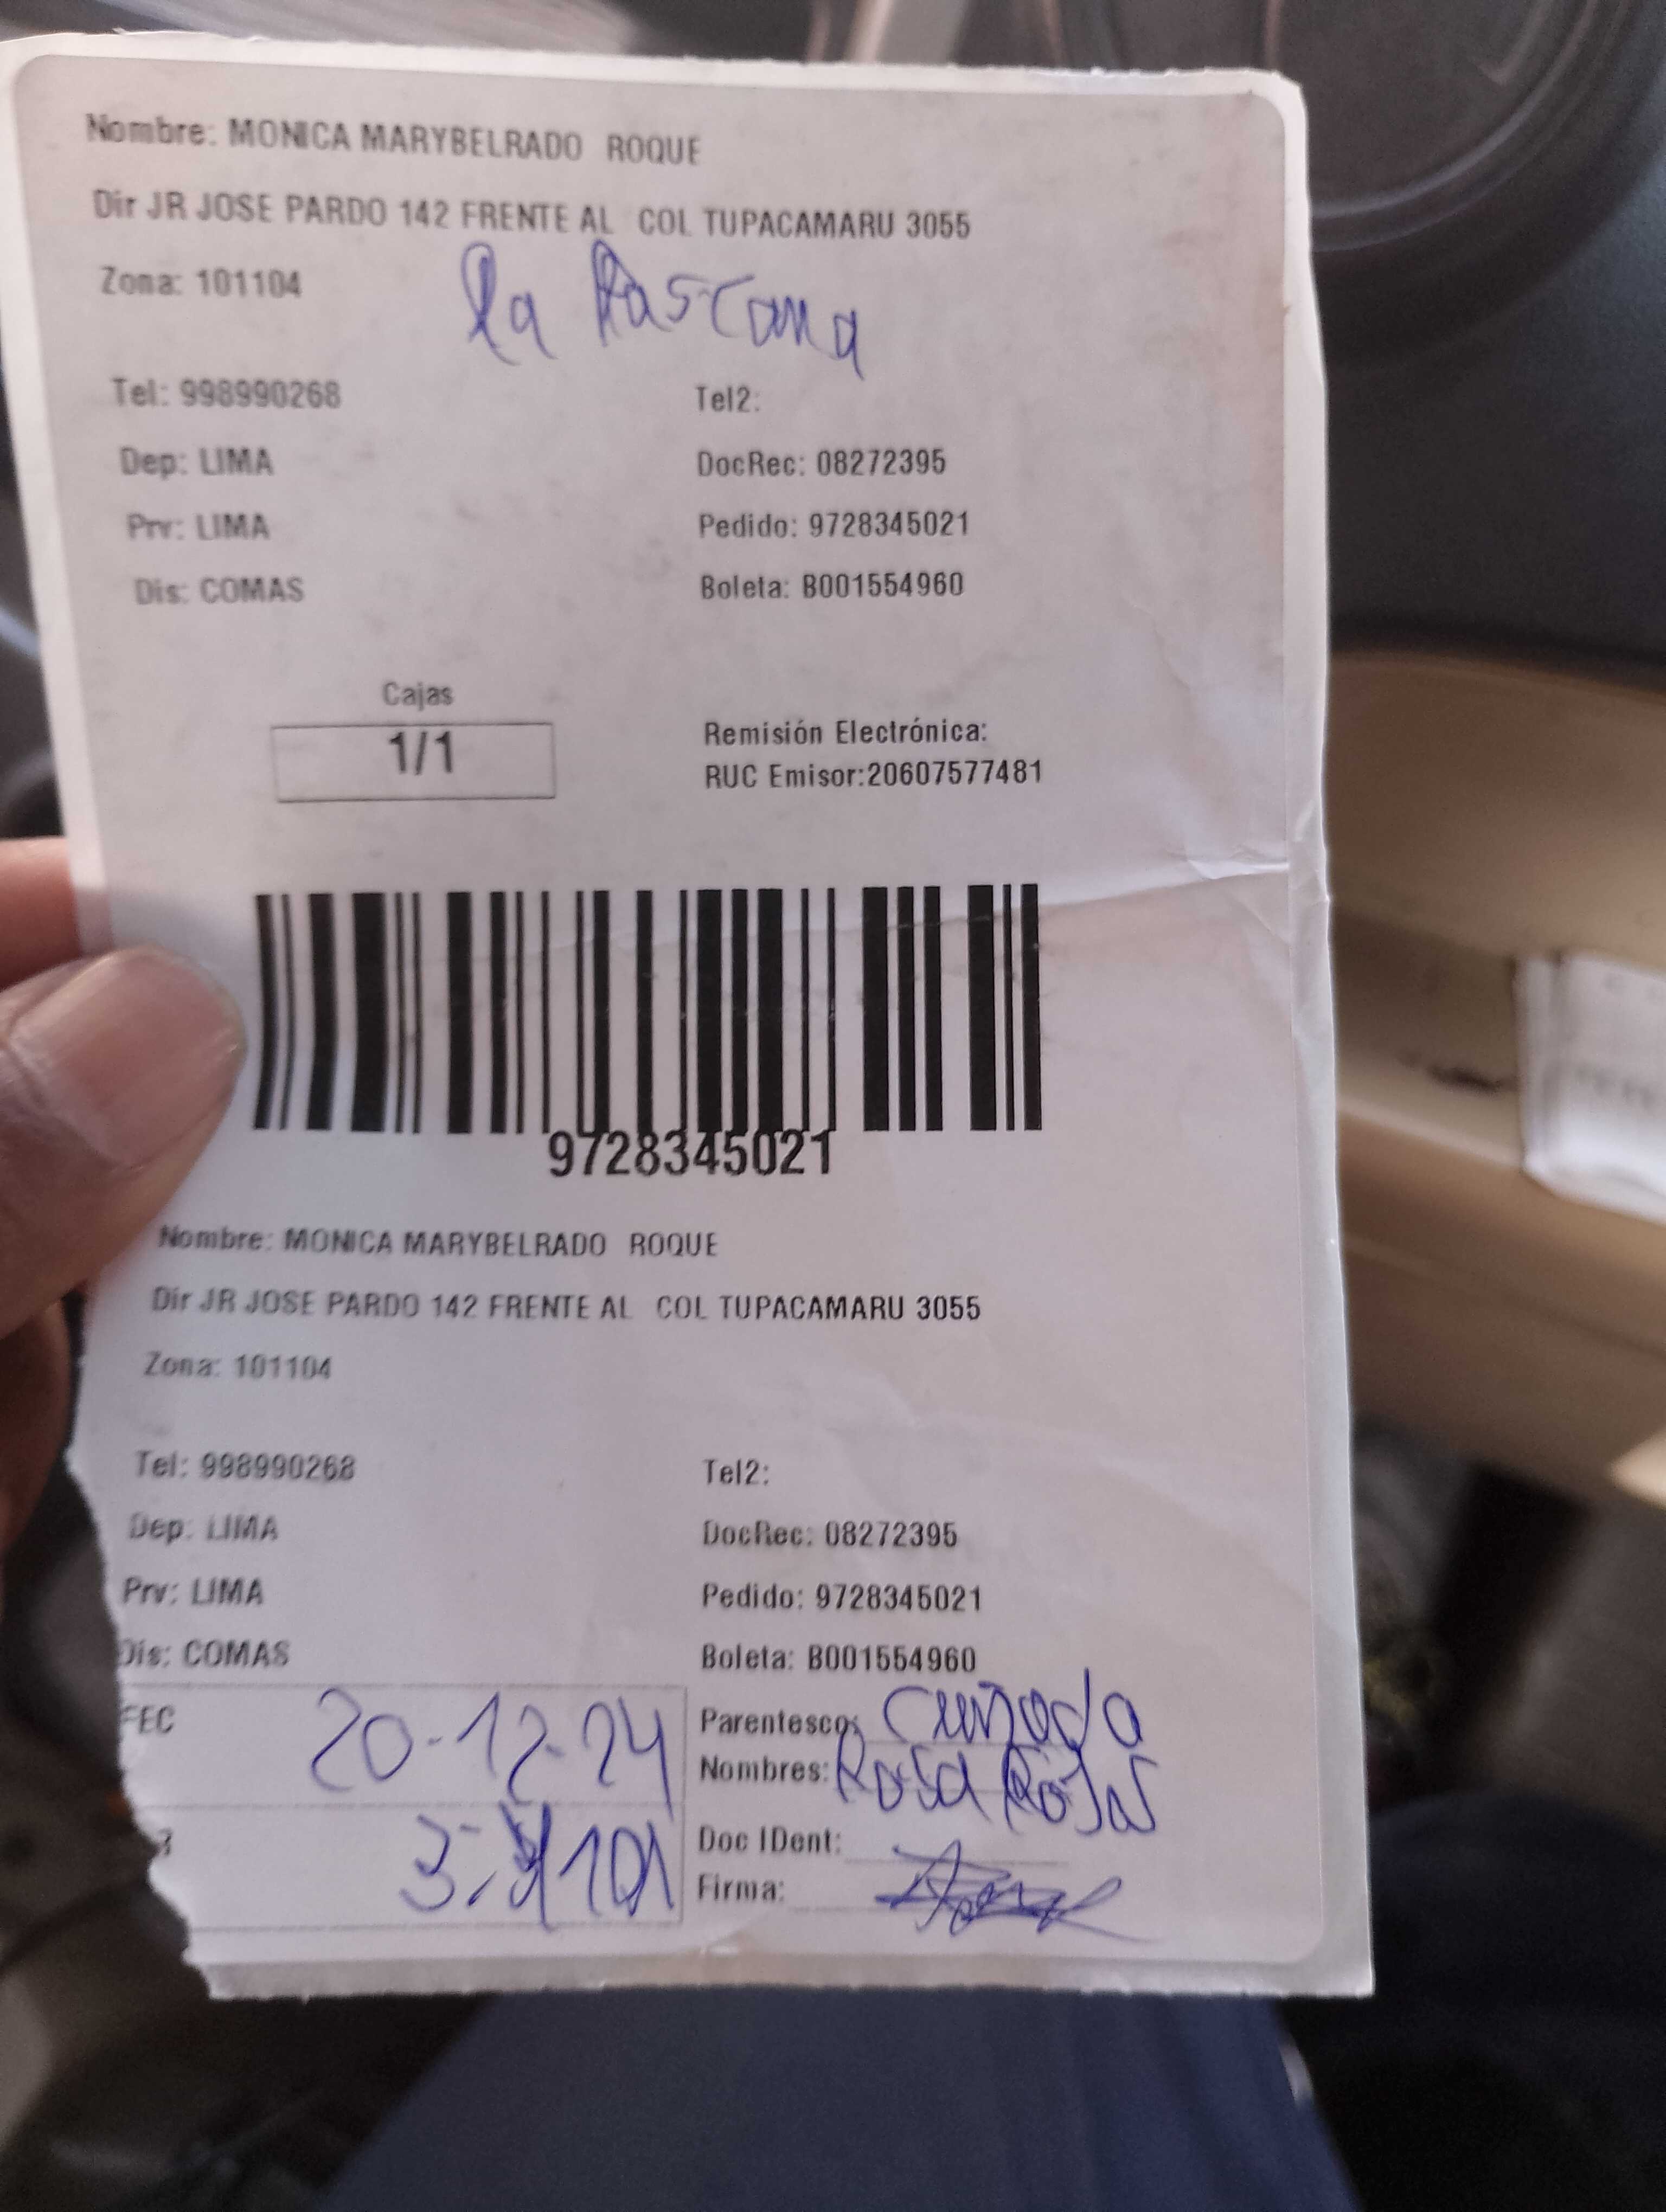 Nombre: MONICA MARYBELRADO ROQUE
Dir JR JOSE PARDO 142 FRENTE AL COL TUPACAMARU 3055
Zona: 101104
la Pascana
Tel: 998990268 Tel2:
Dep: LIMA DocRec: 08272395
Prv: LIMA Pedido: 9728345021
Dis: COMAS Boleta: B001554960
Cajas
1/1
Remisión Electrónica:
RUC Emisor:20607577481
9728345021
Nombre: MONICA MARYBELRADO ROQUE
Dir JR JOSE PARDO 142 FRENTE AL COL TUPACAMARU 3055
Zona: 101104
Tel: 998990268 Tel2:
Dep: LIMA DocRec: 08272395
Prv: LIMA Pedido: 9728345021
Dis: COMAS Boleta: B001554960
FEC 20-12-24
Parentesco: Cuñada
Nombres: Rosa Rojas
Doc IDent:
Firma: